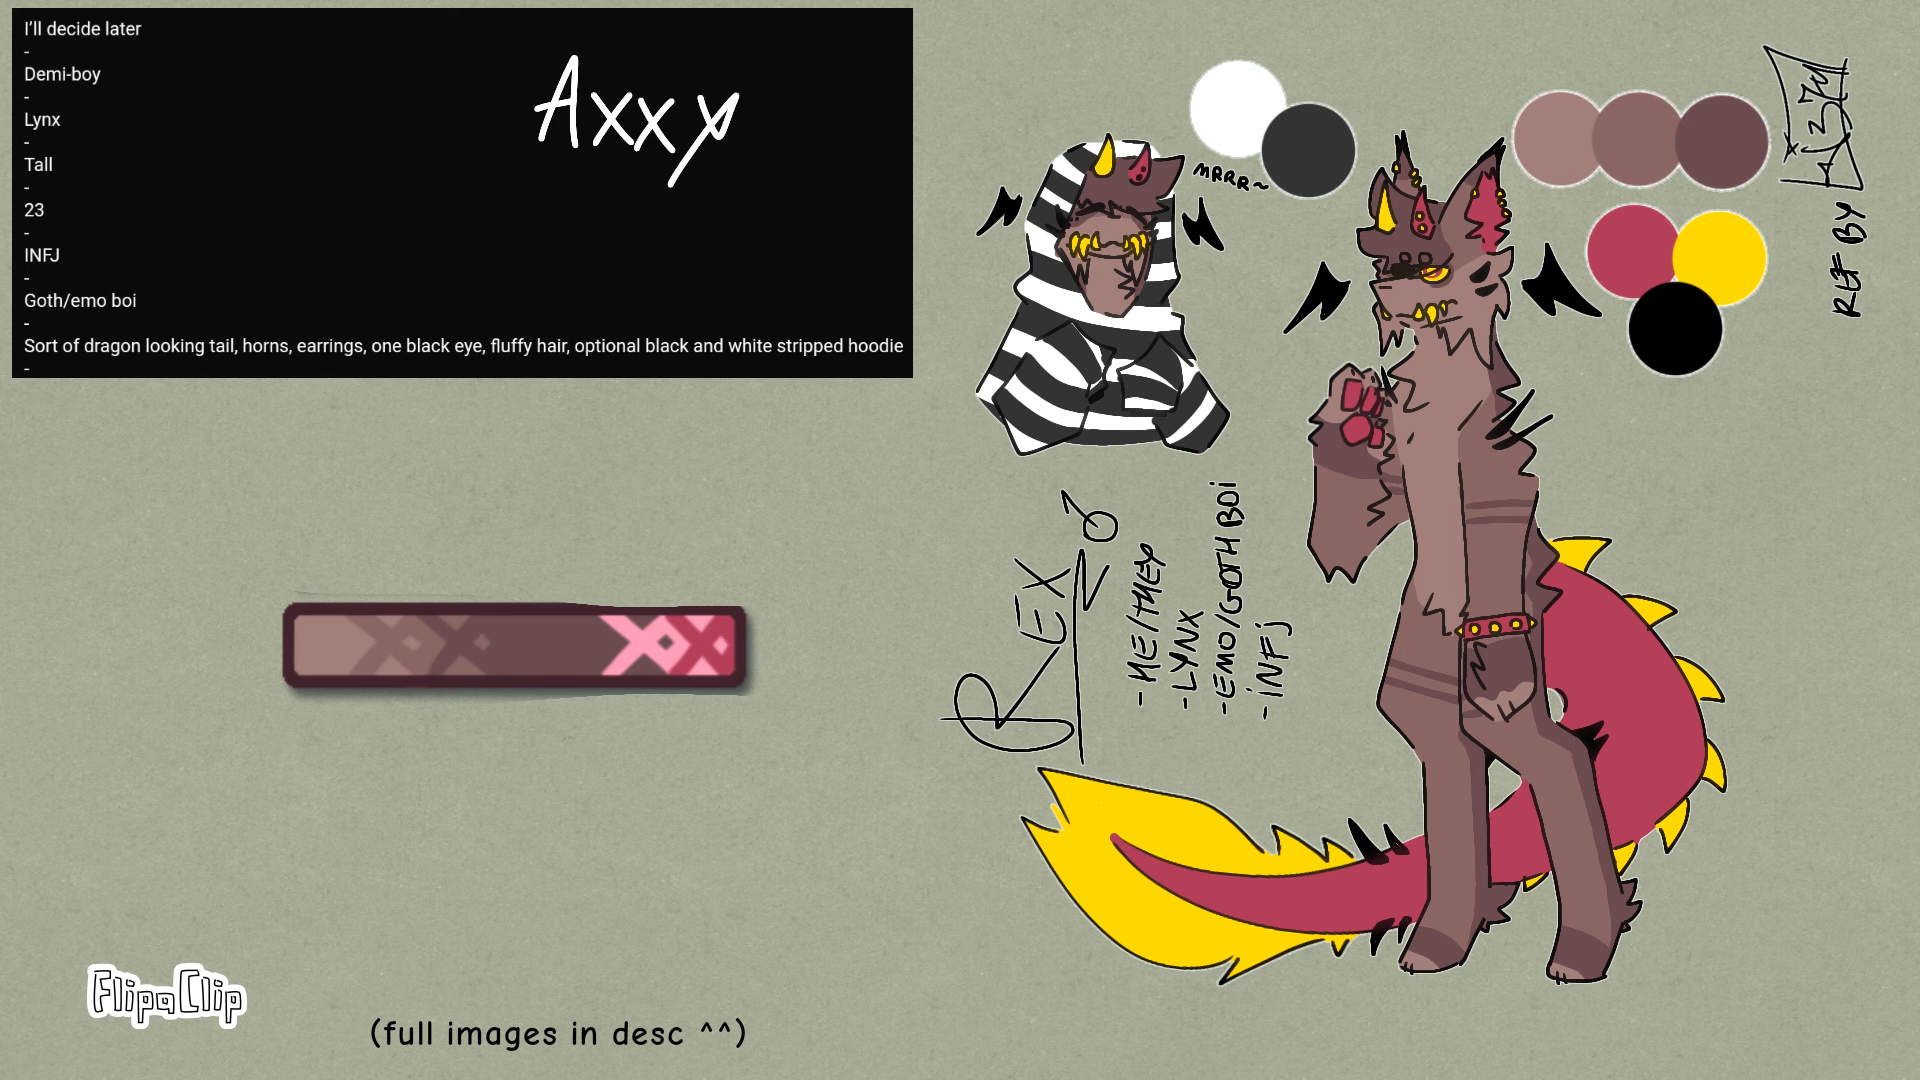 I'll decide later
-
Demi-boy
-
Lynx
-
Tall
-
23
-
INFJ
-
Goth/emo boi
-
Sort of dragon looking tail, horns, earrings, one black eye, fluffy hair, optional black and white stripped hoodie
-
Axxy
MRRR~
REX ♂
-HE/THEY
-LYNX
-EMO/GOTH BOi
-iNFj
REF BY
FlipaClip
(full images in desc ^^)